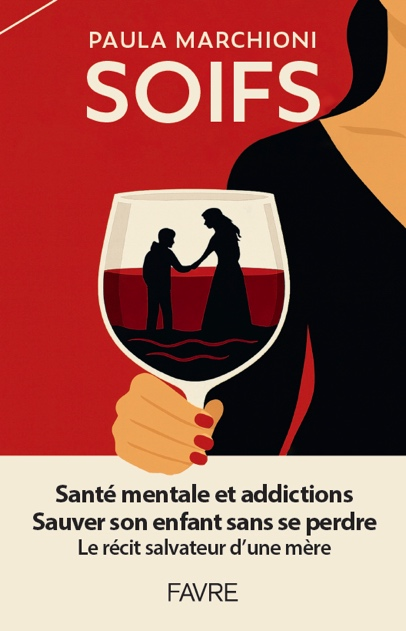 PAULA MARCHIONI
SOIFS
Santé mentale et addictions
Sauver son enfant sans se perdre
Le récit salvateur d’une mère
FAVRE